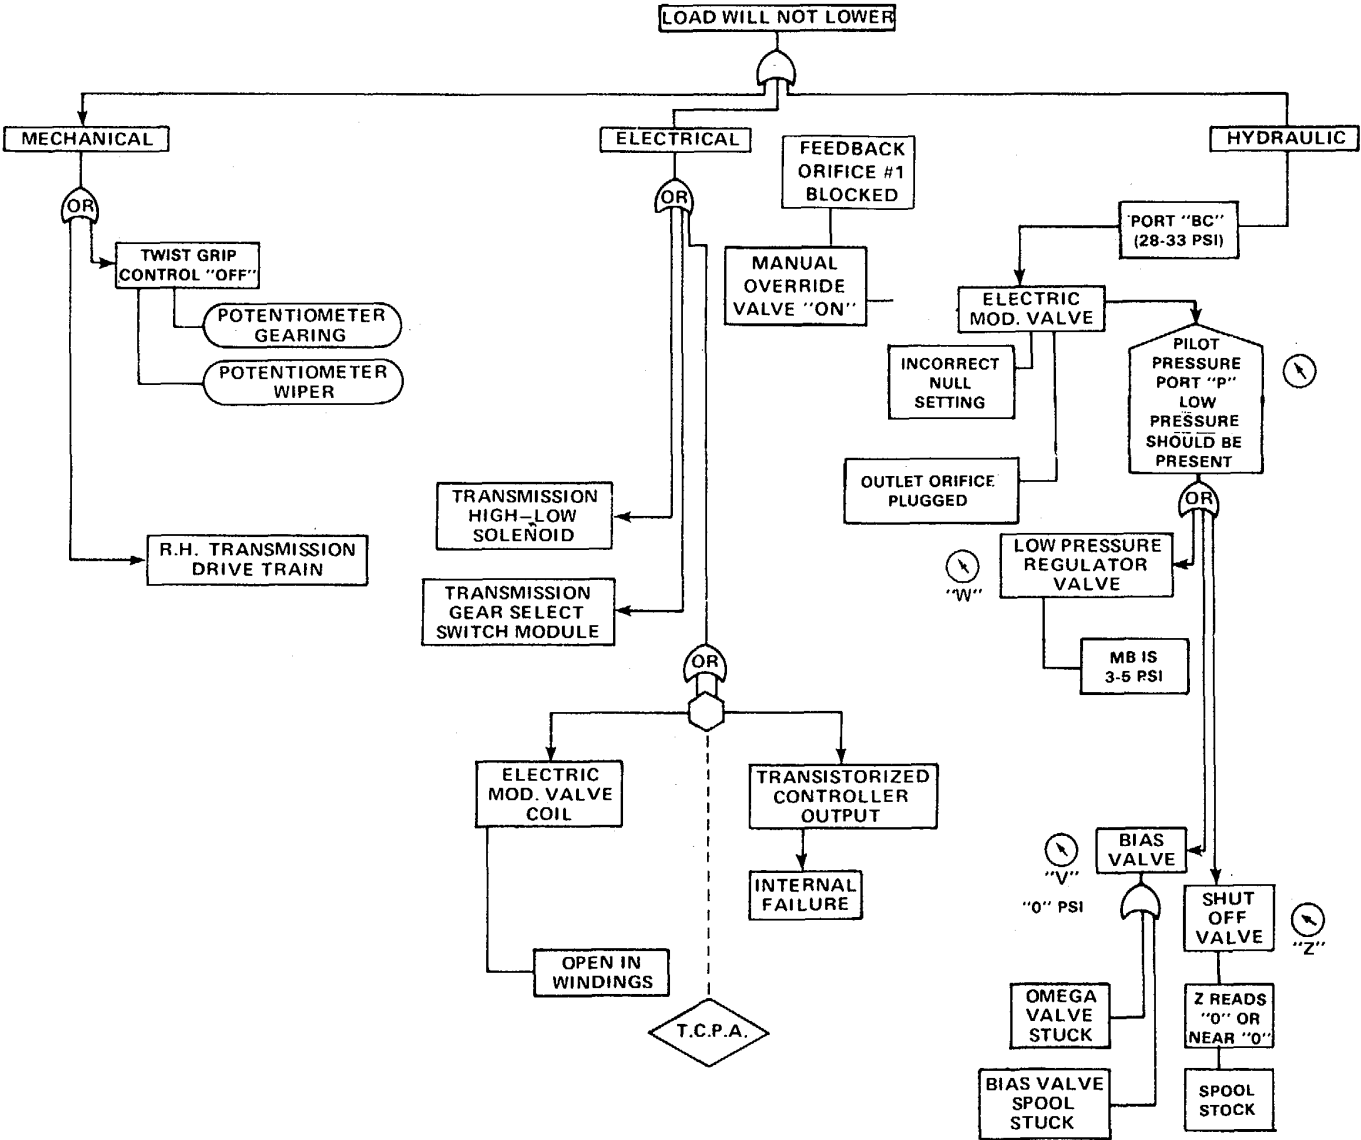 LOAD WILL NOT LOWER
MECHANICAL
OR
TWIST GRIP
CONTROL "OFF"
POTENTIOMETER
GEARING
POTENTIOMETER
WIPER
R.H. TRANSMISSION
DRIVE TRAIN
ELECTRICAL
OR
TRANSMISSION
HIGH–LOW
SOLENOID
TRANSMISSION
GEAR SELECT
SWITCH MODULE
OR
ELECTRIC
MOD. VALVE
COIL
OPEN IN
WINDINGS
TRANSISTORIZED
CONTROLLER
OUTPUT
INTERNAL
FAILURE
T.C.P.A.
FEEDBACK
ORIFICE #1
BLOCKED
MANUAL
OVERRIDE
VALVE "ON"
HYDRAULIC
PORT "BC"
(28-33 PSI)
ELECTRIC
MOD. VALVE
INCORRECT
NULL
SETTING
OUTLET ORIFICE
PLUGGED
PILOT
PRESSURE
PORT "P"
LOW
PRESSURE
SHOULD BE
PRESENT
OR
LOW PRESSURE
REGULATOR
VALVE
"W"
MB IS
3-5 PSI
BIAS
VALVE
"V"
"0" PSI
OMEGA
VALVE
STUCK
BIAS VALVE
SPOOL
STUCK
SHUT
OFF
VALVE
"Z"
Z READS
"0" OR
NEAR "0"
SPOOL
STOCK